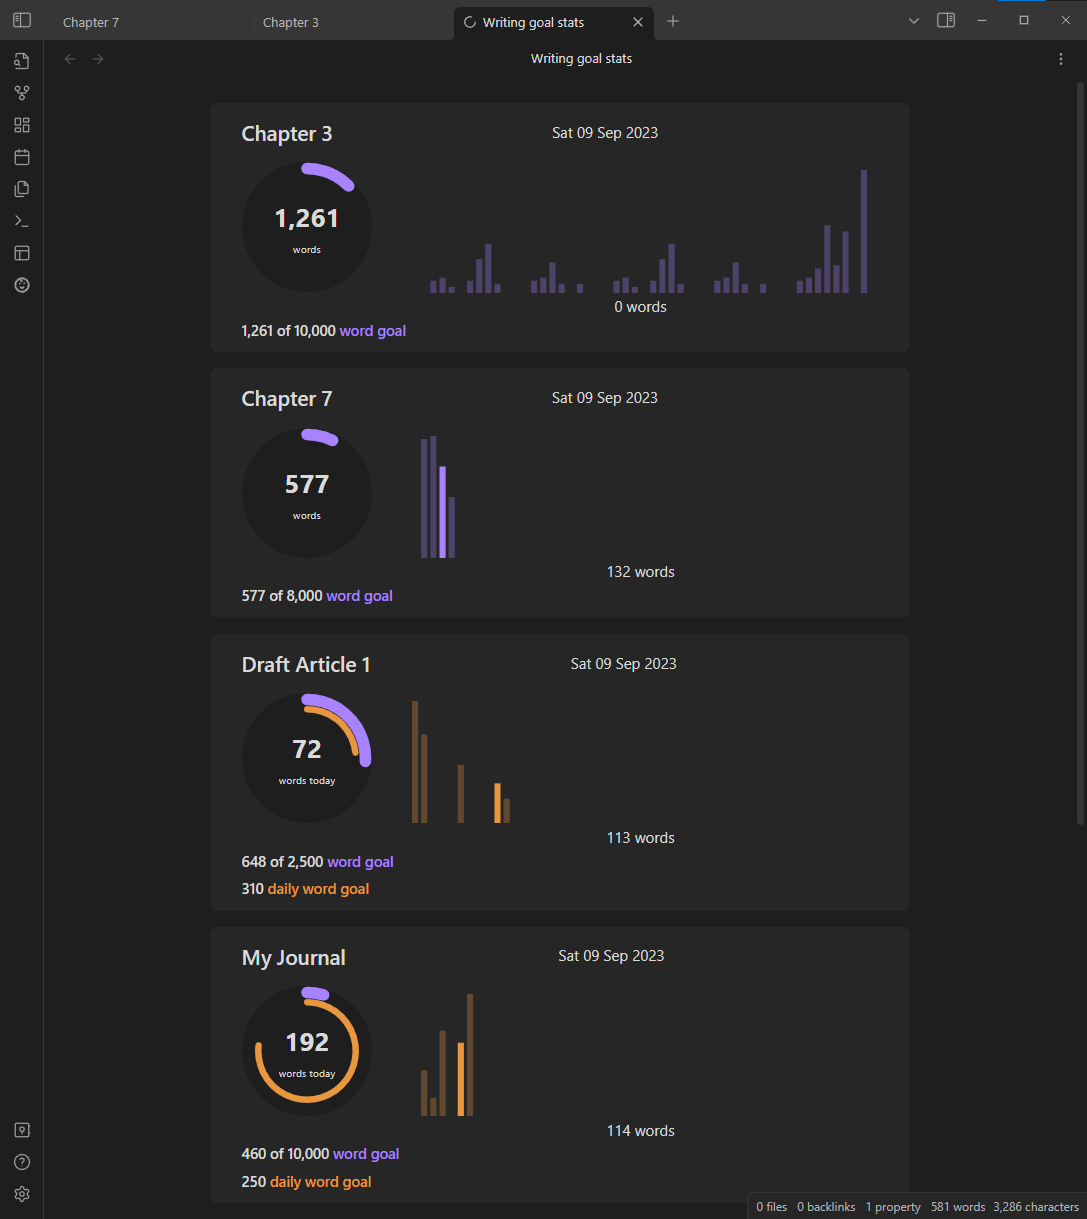 Chapter 7
Chapter 3
Writing goal stats
Writing goal stats
Chapter 3
Sat 09 Sep 2023
1,261
words
0 words
1,261 of 10,000 word goal
Chapter 7
Sat 09 Sep 2023
577
words
132 words
577 of 8,000 word goal
Draft Article 1
Sat 09 Sep 2023
72
words today
113 words
648 of 2,500 word goal
310 daily word goal
My Journal
Sat 09 Sep 2023
192
words today
114 words
460 of 10,000 word goal
250 daily word goal
0 files 0 backlinks 1 property 581 words 3,286 characters